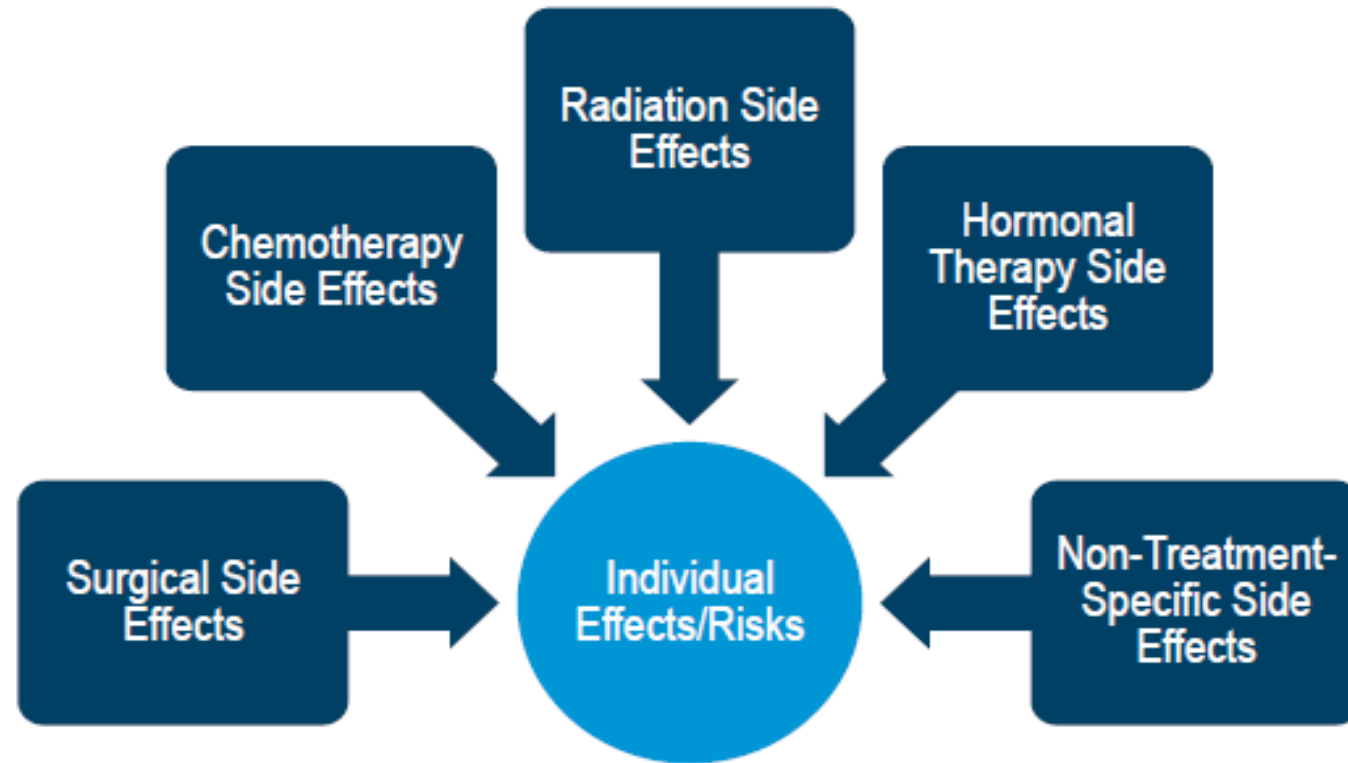 Radiation Side
Effects
Chemotherapy
Side Effects
Hormonal
Therapy Side
Effects
Surgical Side
Effects
Individual
Effects/Risks
Non-Treatment-
Specific Side
Effects